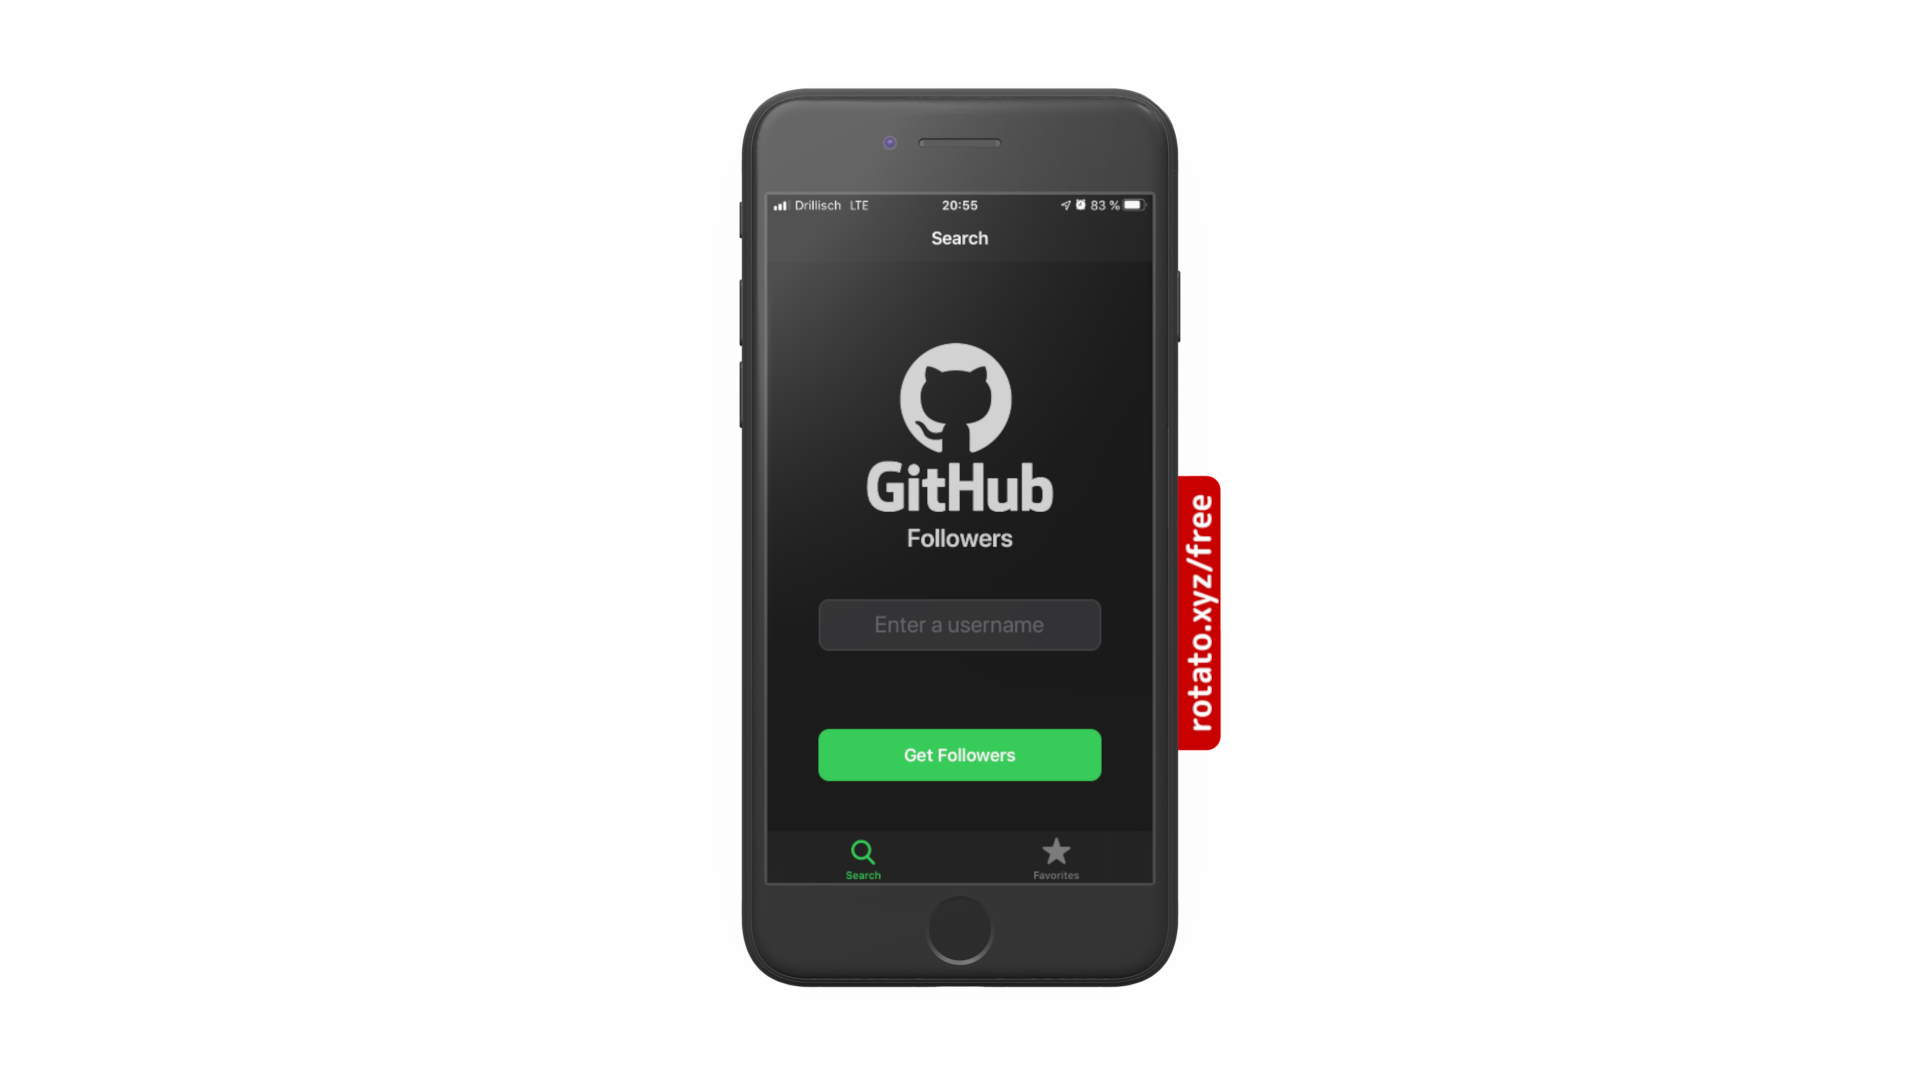 Drillisch LTE 20:55 83 %
Search
GitHub
Followers
Enter a username
Get Followers
Search Favorites
rotato.xyz/free